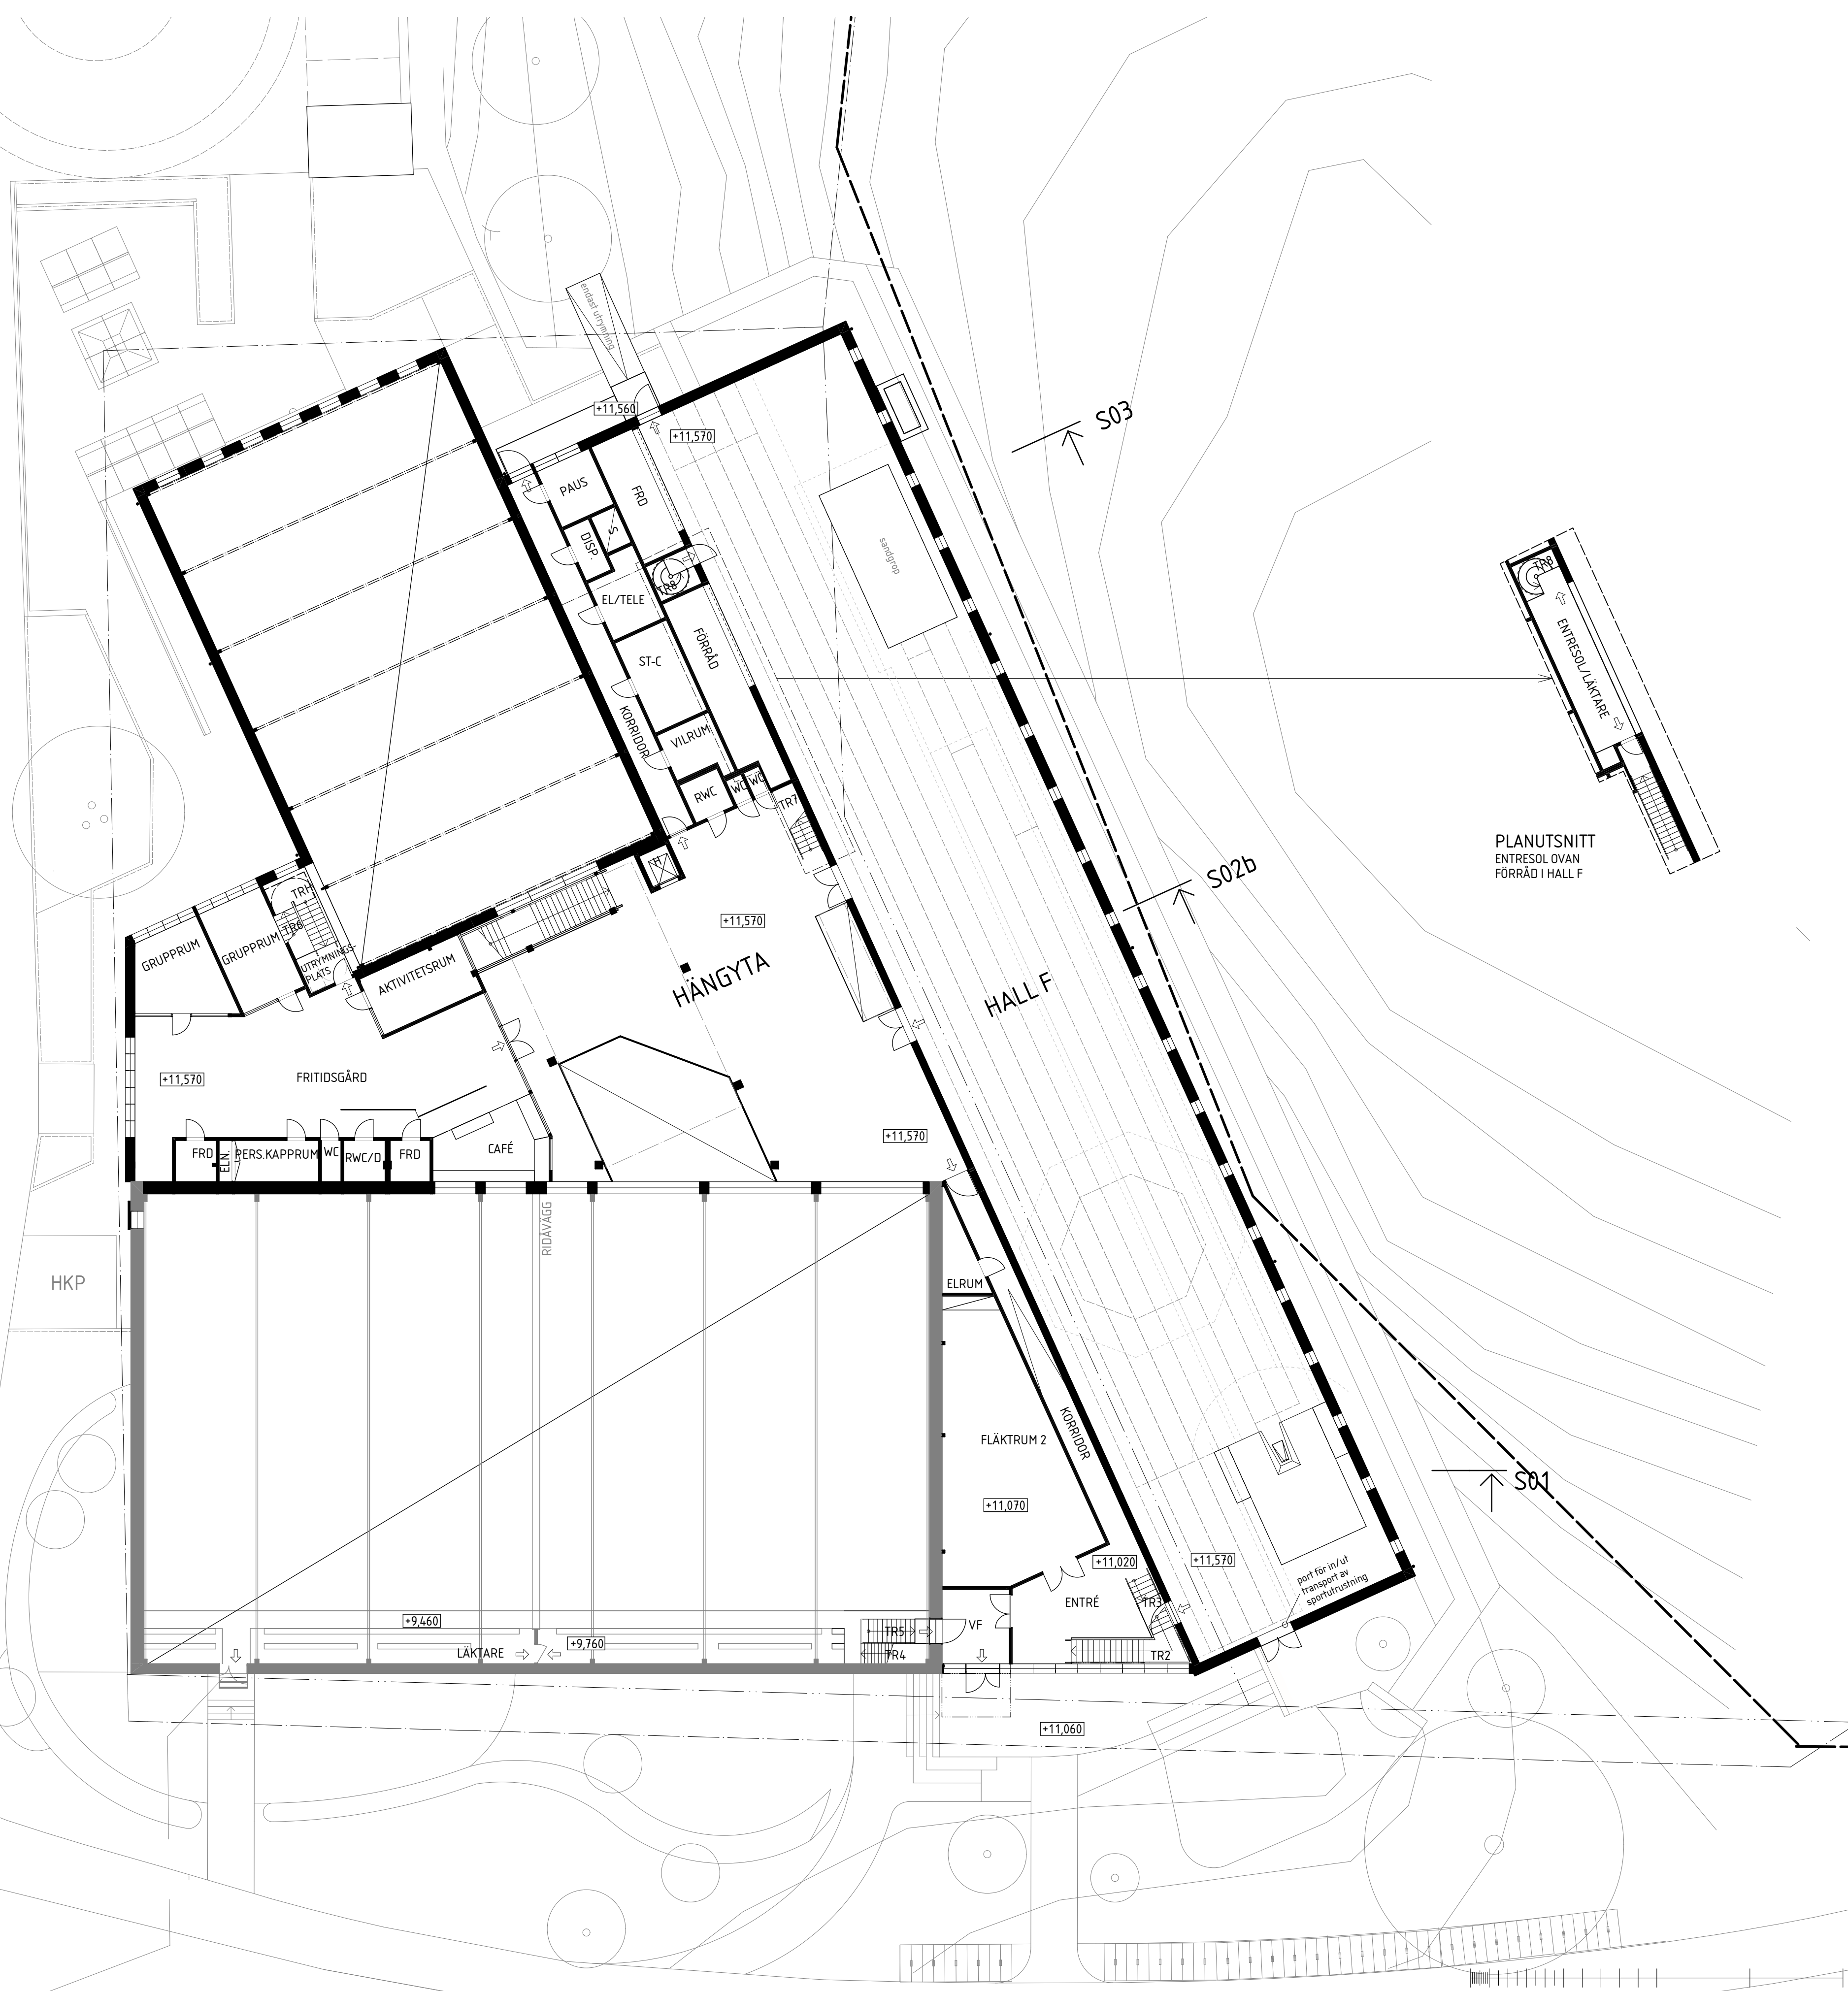 endast utrymning
+11,560
+11,570
S03
PAUS
FRD
S
DISP.
sandgrop
TR8
EL/TELE
TR8
ENTRESOL/LÄKTARE
FÖRRÅD
ST-C
KORRIDOR
VILRUM
RWC
WC
WC
TR7
PLANUTSNITT
ENTRESOL OVAN
FÖRRÅD I HALL F
H
S02b
TRH
TR6
+11,570
GRUPPRUM
GRUPPRUM
UTRYMNINGS-
PLATS
AKTIVITETSRUM
HÄNGYTA
HALL F
+11,570
FRITIDSGÅRD
+11,570
FRD
ELN.
PERS.KAPPRUM
WC
RWC/D
FRD
CAFÉ
RIDÅVÄGG
HKP
ELRUM
KORRIDOR
FLÄKTRUM 2
S01
+11,070
+11,020
+11,570
port för in/ut
transport av
sportutrustning
ENTRÉ
TR3
+9,460
+9,760
LÄKTARE
TR5
TR4
VF
TR2
+11,060